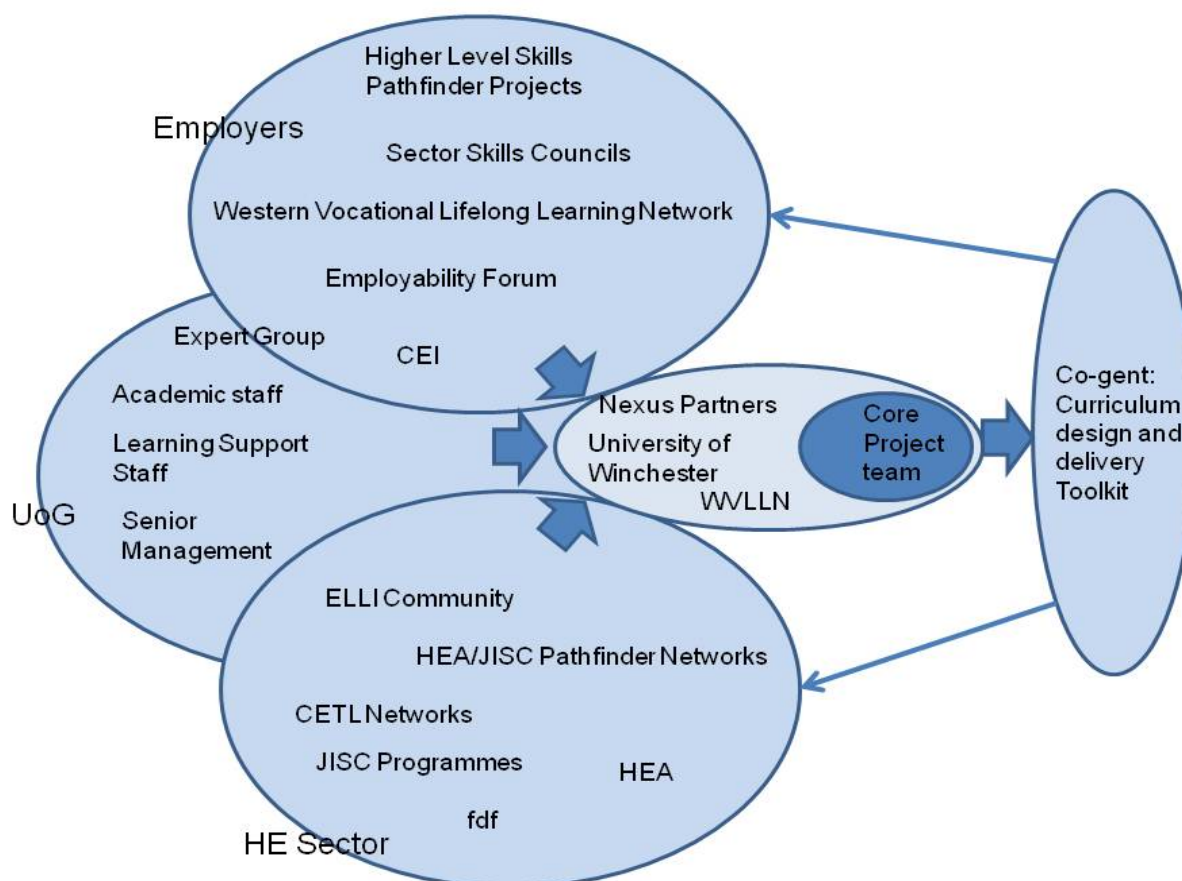 Higher Level Skills
Pathfinder Projects
Employers
Sector Skills Councils
Western Vocational Lifelong Learning Network
Employability Forum
Expert Group
CEI
Academic staff
Learning Support
Staff
UoG
Senior
Management
Nexus Partners
University of
Winchester
WVLLN
Core
Project
team
Co-gent:
Curriculum
design and
delivery
Toolkit
ELLI Community
HEA/JISC Pathfinder Networks
CETL Networks
JISC Programmes
HEA
fdf
HE Sector